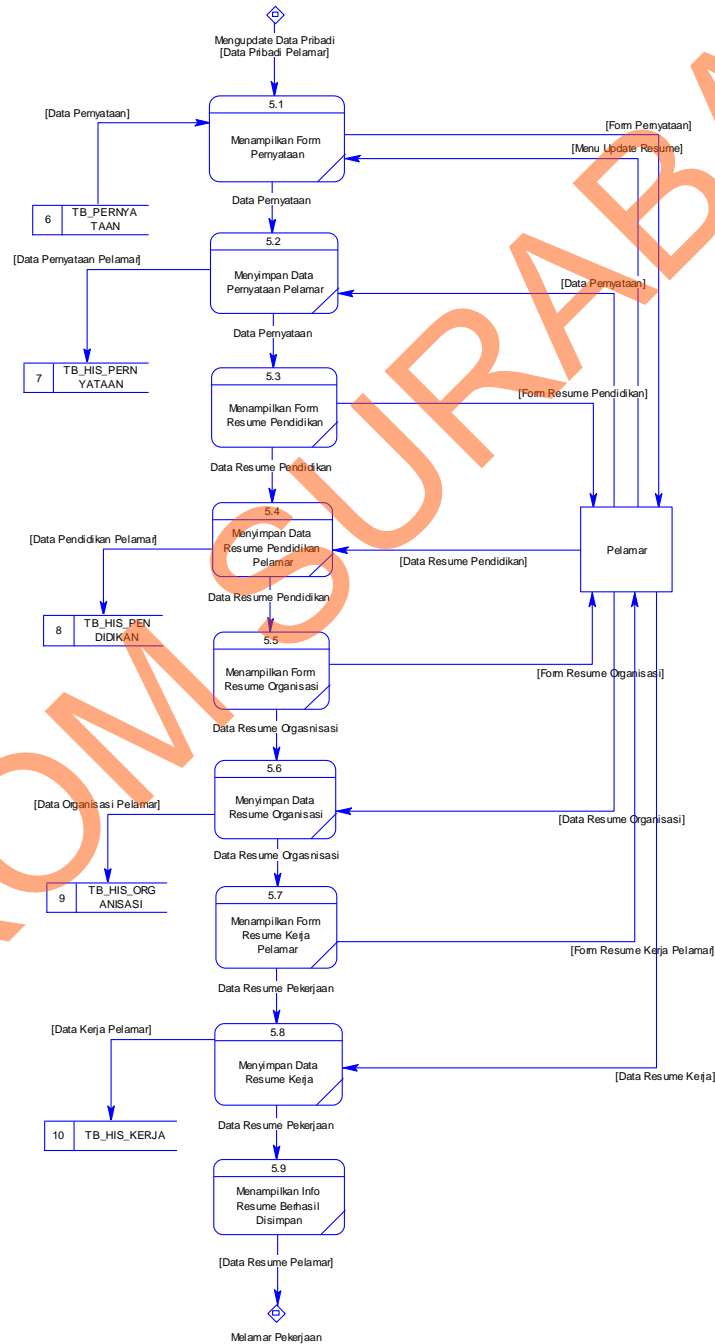 Mengupdate Data Pribadi
[Data Pribadi Pelamar]
5.1
[Data Pernyataan]
[Form Pernyataan]
Menampilkan Form
Pernyataan
[Menu Update Resume]
Data Pernyataan
6
TB_PERNYA
TAAN
5.2
[Data Pernyataan Pelamar]
Menyimpan Data
Pernyataan Pelamar
[Data Pernyataan]
Data Pernyataan
7
TB_HIS_PERN
YATAAN
5.3
[Form Resume Pendidikan]
Menampilkan Form
Resume Pendidikan
Data Resume Pendidikan
5.4
[Data Pendidikan Pelamar]
Menyimpan Data
Resume Pendidikan
Pelamar
Pelamar
[Data Resume Pendidikan]
Data Resume Pendidikan
8
TB_HIS_PEN
DIDIKAN
5.5
Menampilkan Form
Resume Organisasi
[Form Resume Organisasi]
Data Resume Orgasnisasi
5.6
[Data Organisasi Pelamar]
Menyimpan Data
Resume Organisasi
[Data Resume Organisasi]
Data Resume Orgasnisasi
9
TB_HIS_ORG
ANISASI
5.7
Menampilkan Form
Resume Kerja
Pelamar
[Form Resume Kerja Pelamar]
Data Resume Pekerjaan
5.8
[Data Kerja Pelamar]
Menyimpan Data
Resume Kerja
[Data Resume Kerja]
Data Resume Pekerjaan
10
TB_HIS_KERJA
5.9
Menampilkan Info
Resume Berhasil
Disimpan
[Data Resume Pelamar]
Melamar Pekerjaan
OM SURABA